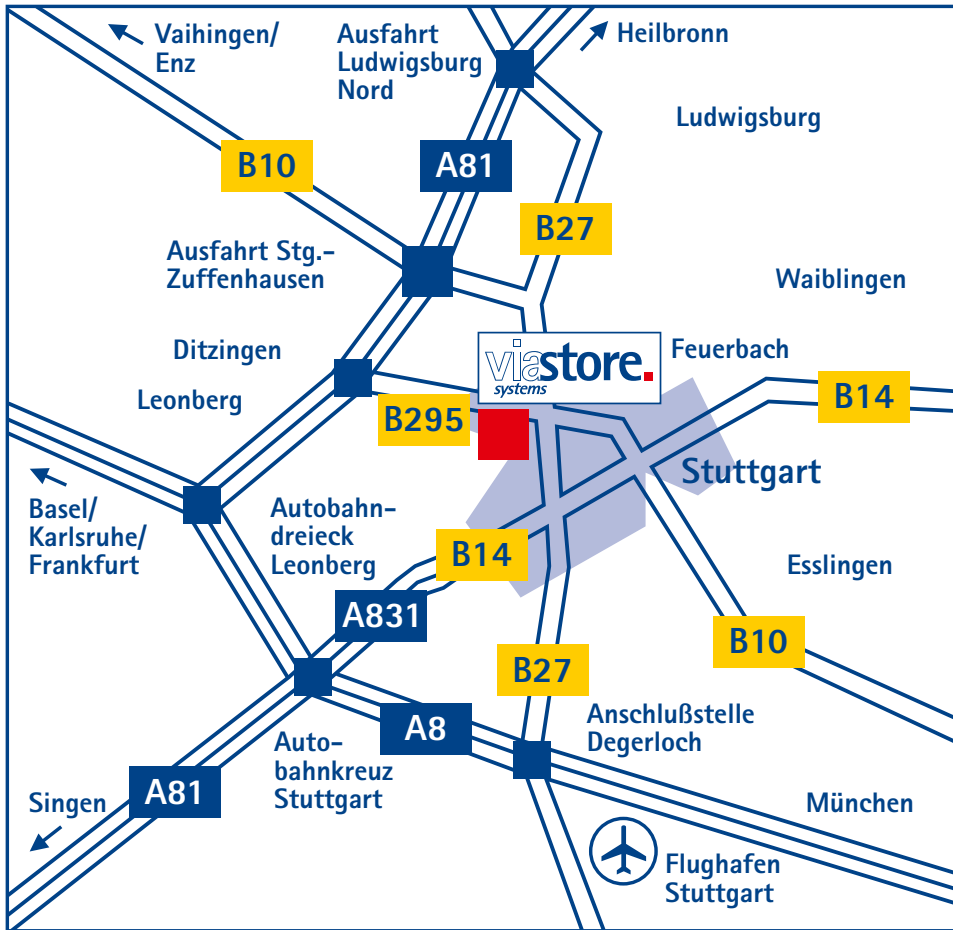 Vaihingen/
Enz
Ausfahrt
Ludwigsburg
Nord
Heilbronn
Ludwigsburg
B10
A81
B27
Ausfahrt Stg.-
Zuffenhausen
Waiblingen
Ditzingen
viastore.
systems
Feuerbach
Leonberg
B295
B14
Stuttgart
Basel/
Karlsruhe/
Frankfurt
Autobahn-
dreieck
Leonberg
B14
Esslingen
A831
B10
B27
A8
Anschlußstelle
Degerloch
Auto-
bahnkreuz
Stuttgart
A81
Singen
München
Flughafen
Stuttgart